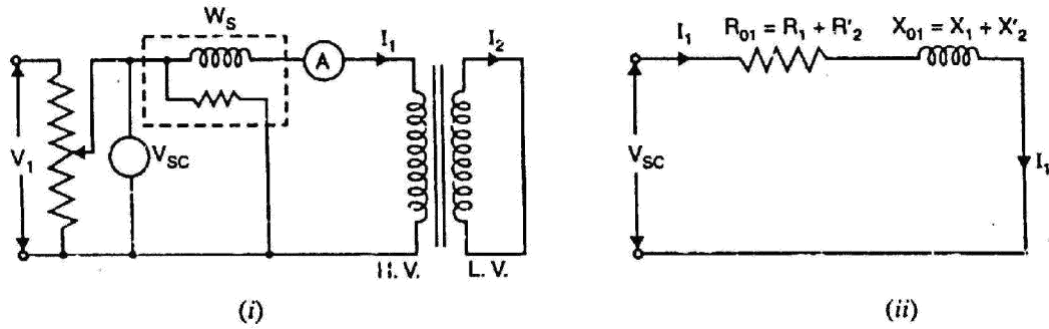 W_S
A
I_1
I_2
V_1
V_SC
H. V.
L. V.
(i)
I_1
R_01 = R_1 + R'_2
X_01 = X_1 + X'_2
V_SC
I_1
(ii)